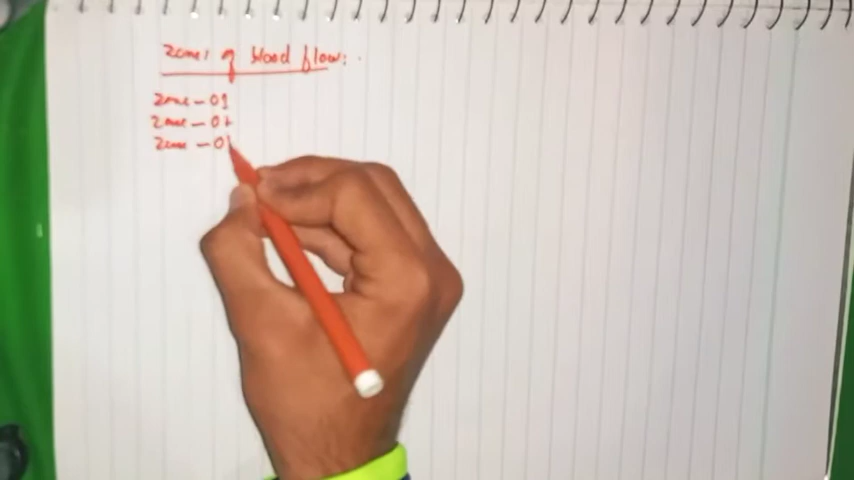 Zones of blood flow:
Zone - 01
Zone - 02
Zone - 0